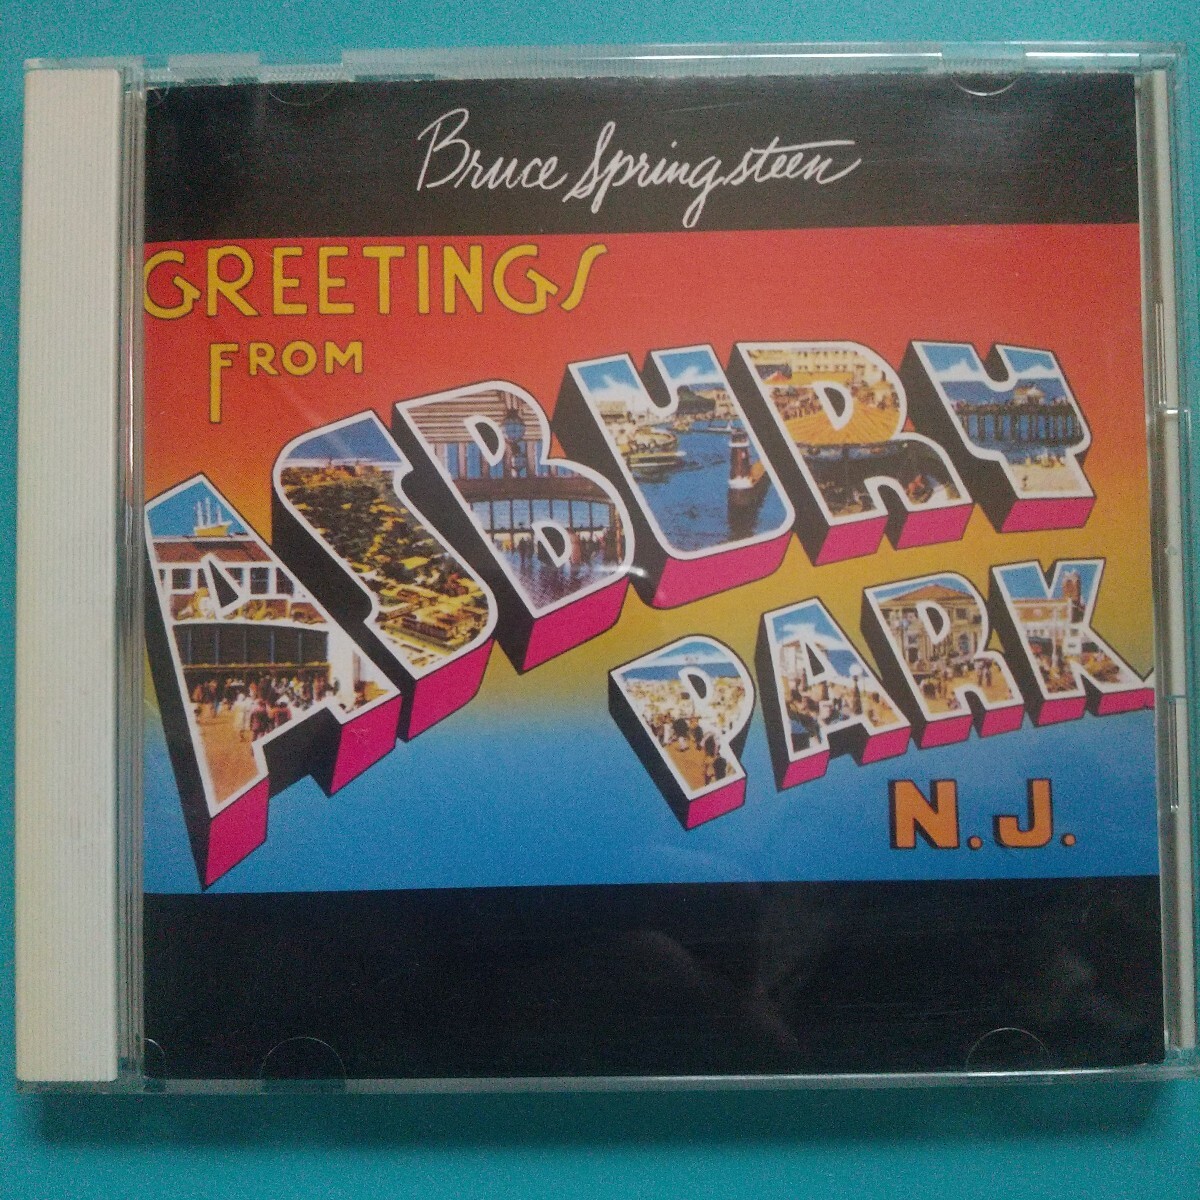 Bruce Springsteen
GREETINGS
FROM
ASBURY
PARK
N.J.